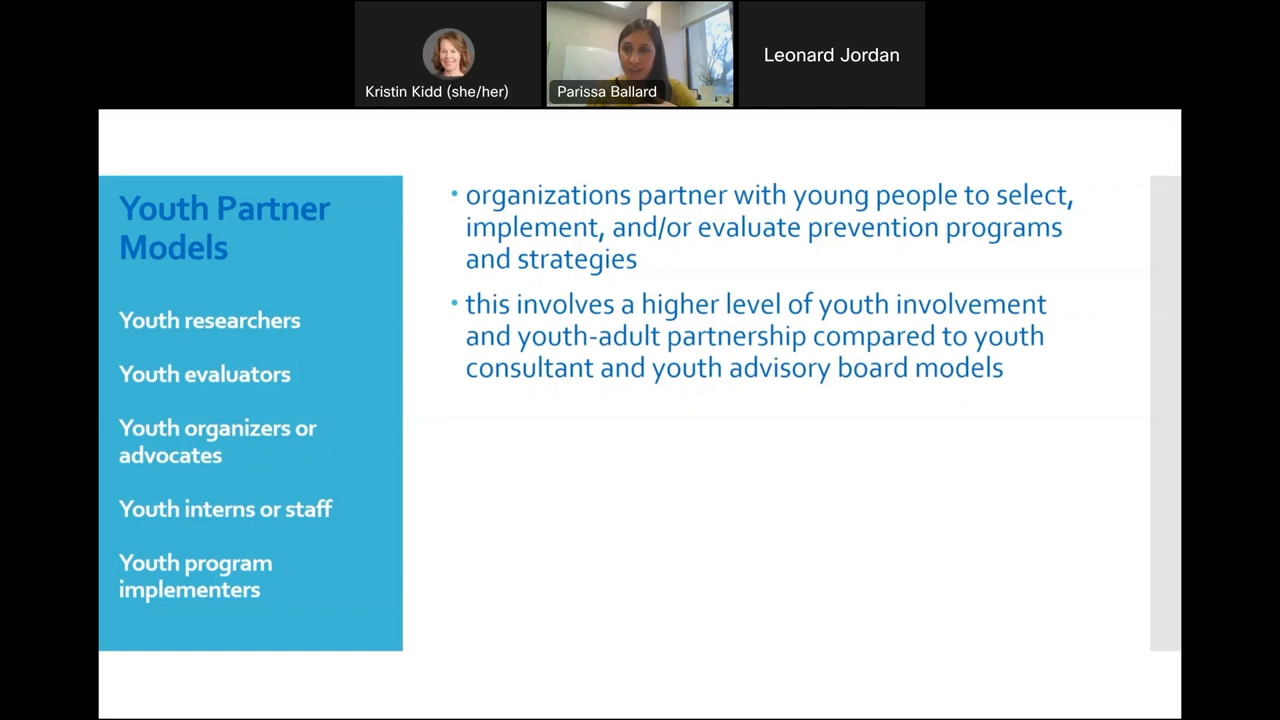 Kristin Kidd (she/her)
Parissa Ballard
Leonard Jordan
Youth Partner
Models
Youth researchers
Youth evaluators
Youth organizers or
advocates
Youth interns or staff
Youth program
implementers
• organizations partner with young people to select,
implement, and/or evaluate prevention programs
and strategies
• this involves a higher level of youth involvement
and youth-adult partnership compared to youth
consultant and youth advisory board models